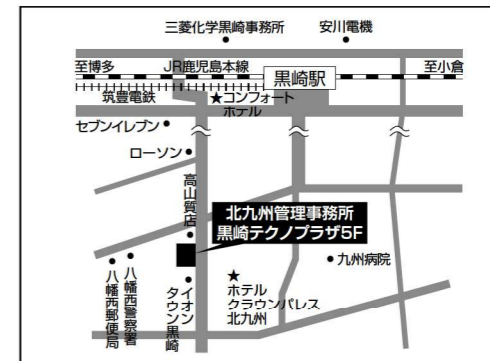 三菱化学黒崎事務所
安川電機
至博多
JR鹿児島本線
黒崎駅
至小倉
筑豊電鉄
★コンフォート
ホテル
セブンイレブン
ローソン
高山質店
北九州管理事務所
黒崎テクノプラザ5F
九州病院
八幡西郵便局
八幡西警察署
イオン
タウン黒崎
★
ホテル
クラウンパレス
北九州